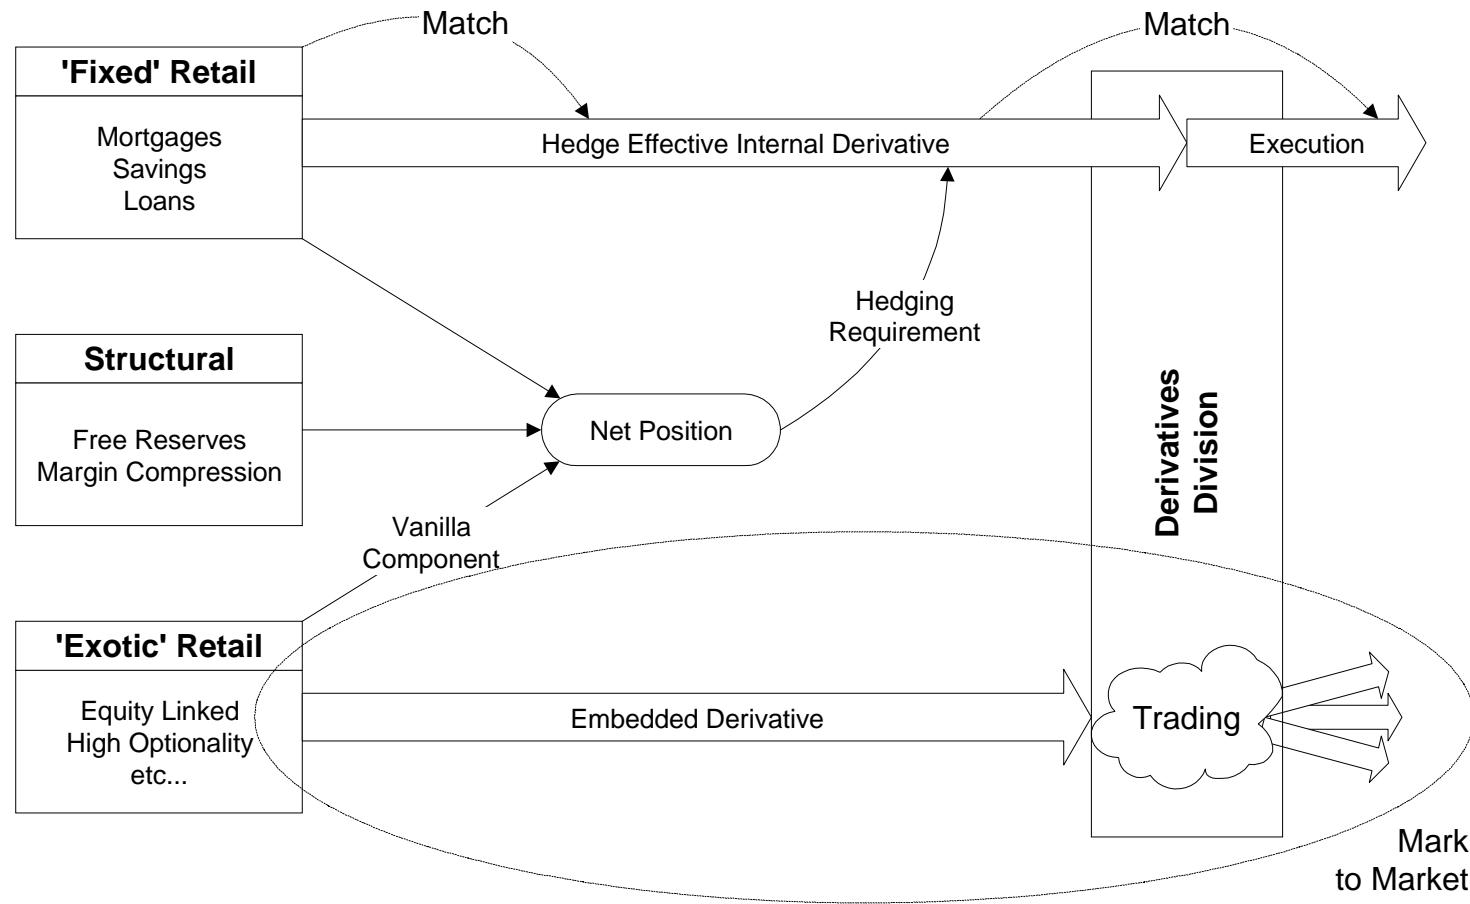 Match
Match
'Fixed' Retail
Mortgages
Savings
Loans
Hedge Effective Internal Derivative
Execution
Hedging
Requirement
Structural
Free Reserves
Margin Compression
Net Position
Derivatives
Division
Vanilla
Component
'Exotic' Retail
Equity Linked
High Optionality
etc...
Embedded Derivative
Trading
Mark
to Market